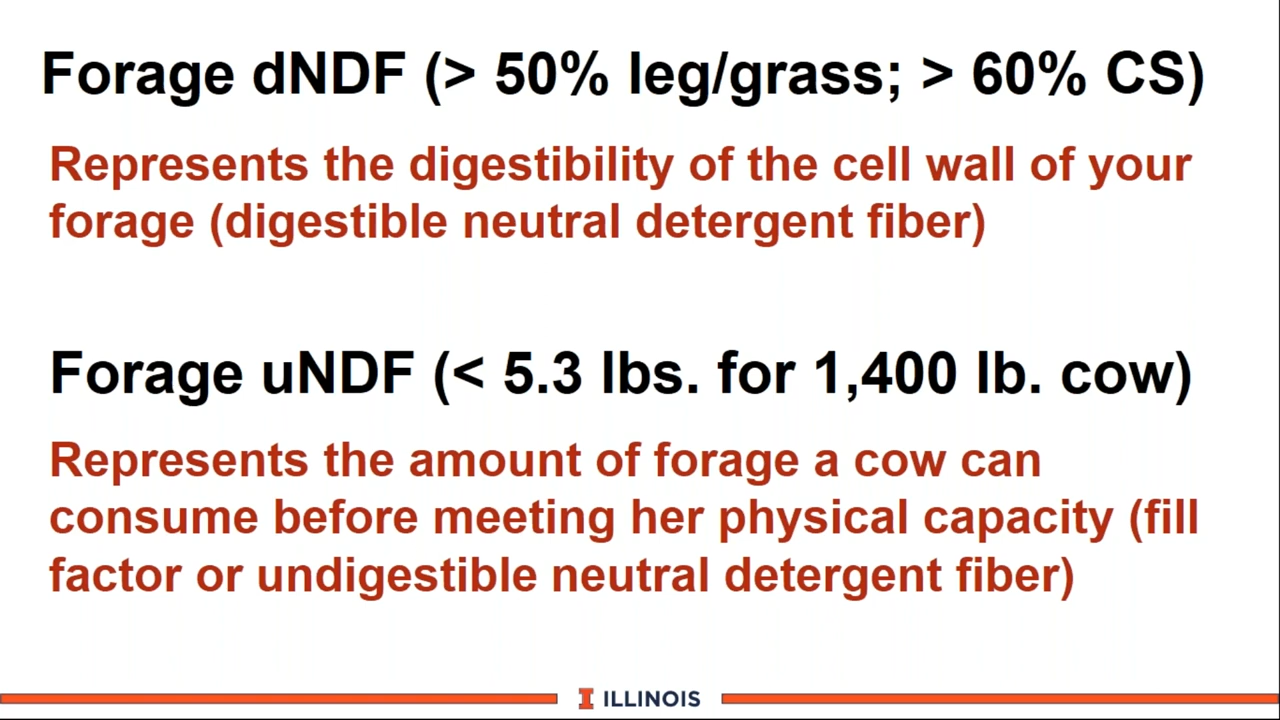 Forage dNDF (> 50% leg/grass; > 60% CS)
Represents the digestibility of the cell wall of your
forage (digestible neutral detergent fiber)
Forage uNDF (< 5.3 lbs. for 1,400 lb. cow)
Represents the amount of forage a cow can
consume before meeting her physical capacity (fill
factor or undigestible neutral detergent fiber)
I ILLINOIS